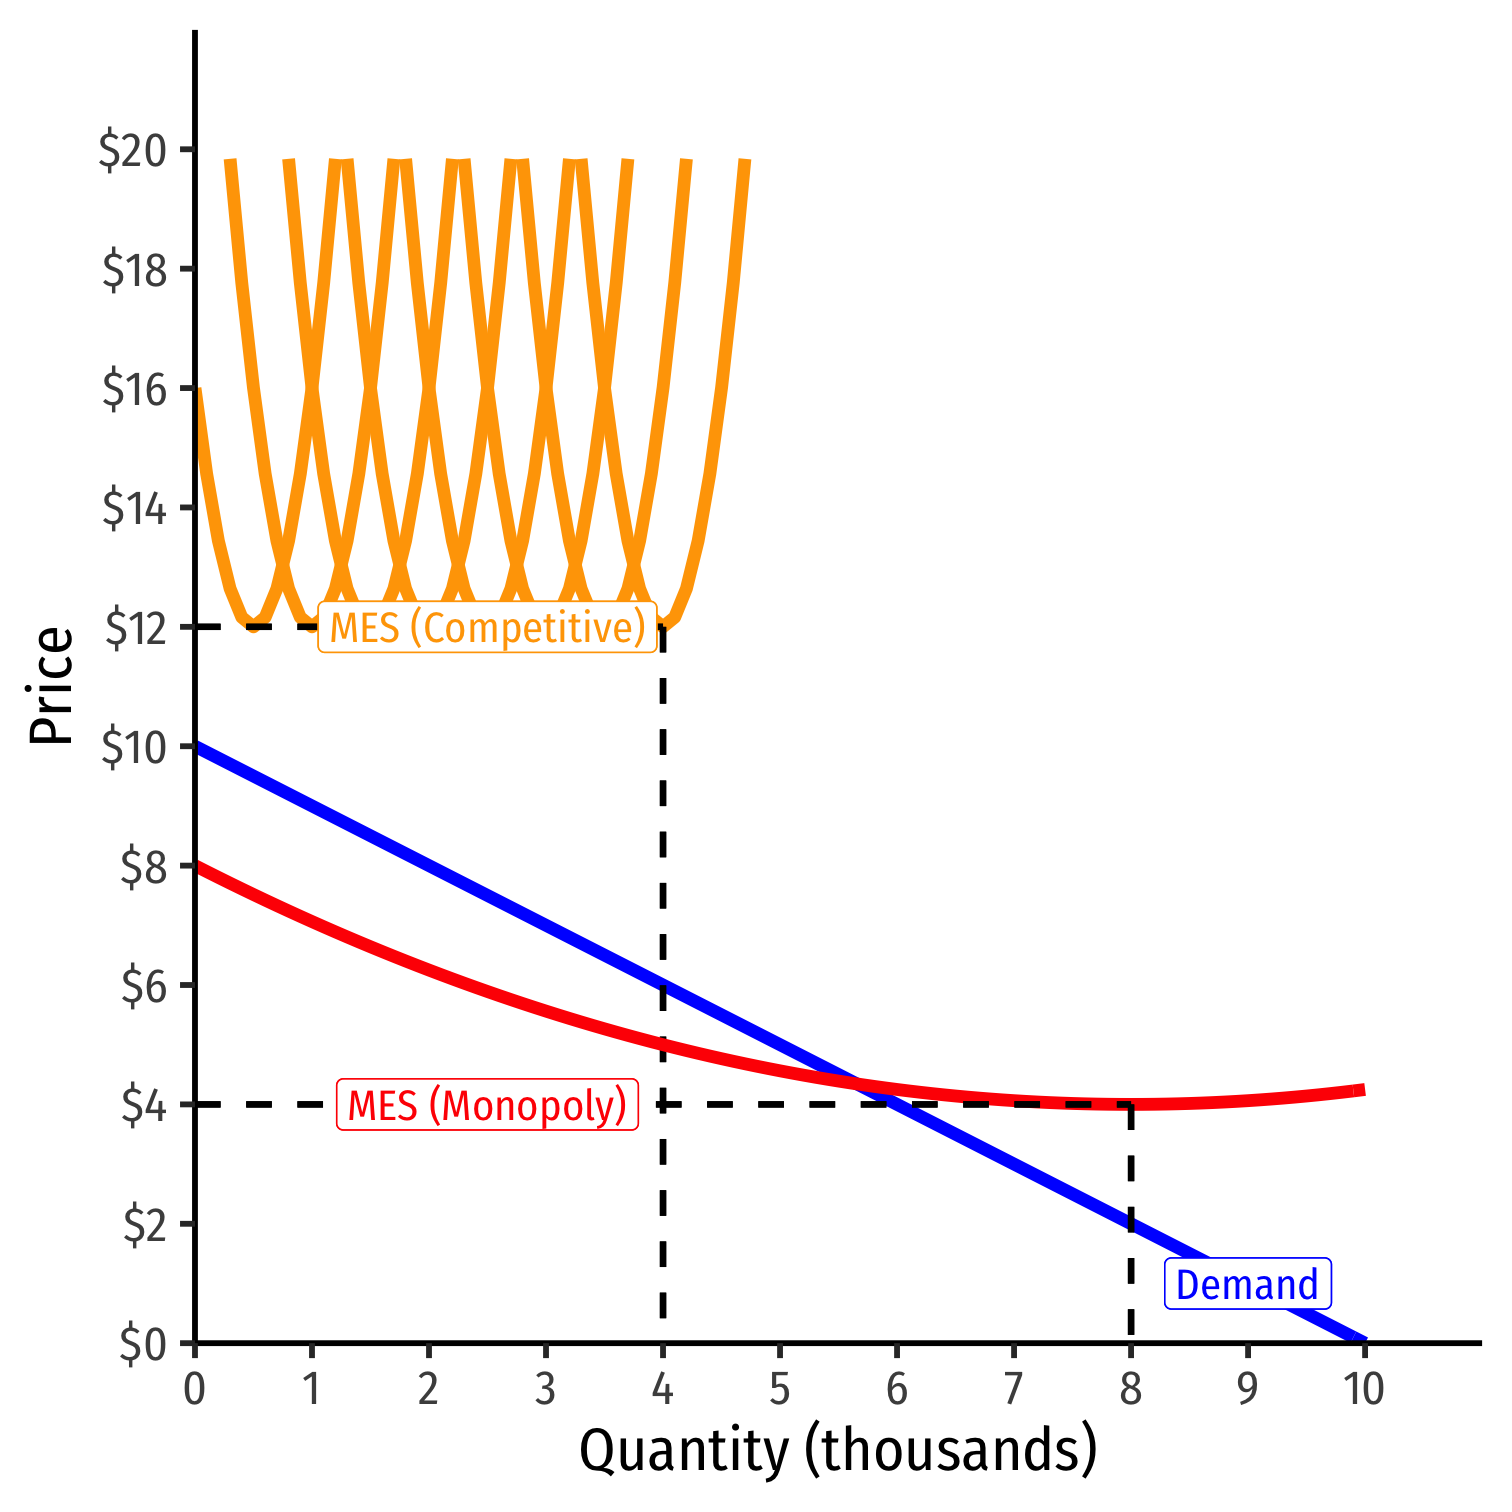 $20
$18
$16
$14
$12
$10
$8
$6
$4
$2
$0
Price
MES (Competitive)
MES (Monopoly)
Demand
0 1 2 3 4 5 6 7 8 9 10
Quantity (thousands)